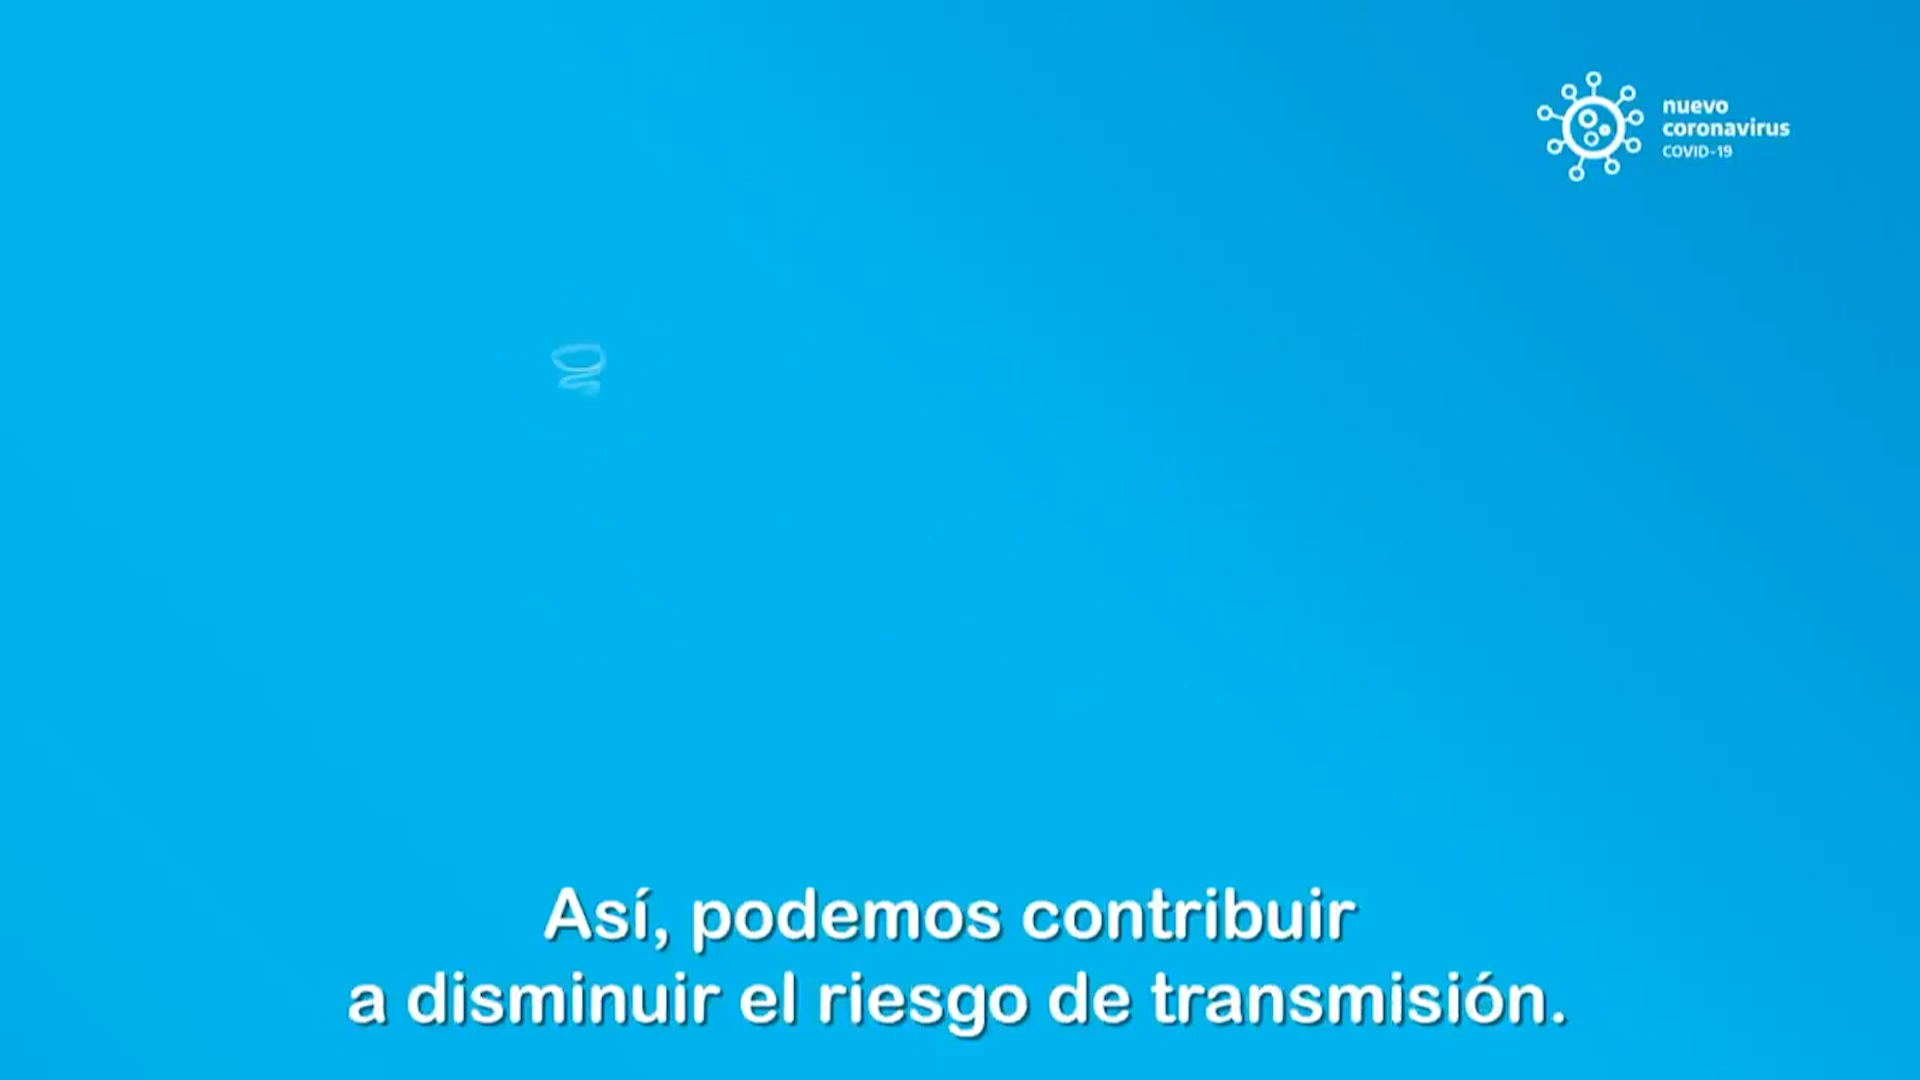 nuevo
coronavirus
COVID-19
Así, podemos contribuir
a disminuir el riesgo de transmisión.